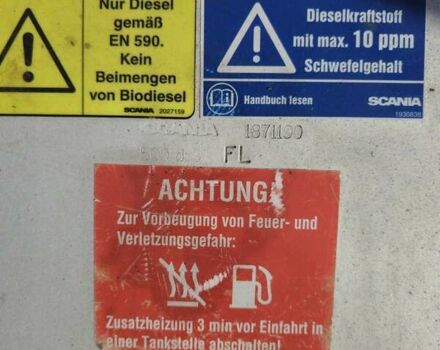 Nur Diesel
gemäß
EN 590.
Kein
Beimengen
von Biodiesel
SCANIA 2027159
Dieselkraftstoff
mit max. 10 ppm
Schwefelgehalt
Handbuch lesen
SCANIA
1936838
SCANIA 1871190
FL
ACHTUNG!
Zur Vorbeugung von Feuer- und
Verletzungsgefahr:
Zusatzheizung 3 min vor Einfahrt in
einer Tankstelle abschalten!